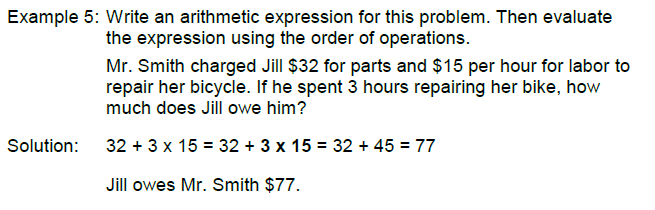 Example 5: Write an arithmetic expression for this problem. Then evaluate
the expression using the order of operations.
Mr. Smith charged Jill $32 for parts and $15 per hour for labor to
repair her bicycle. If he spent 3 hours repairing her bike, how
much does Jill owe him?
Solution: 32 + 3 x 15 = 32 + 3 x 15 = 32 + 45 = 77
Jill owes Mr. Smith $77.